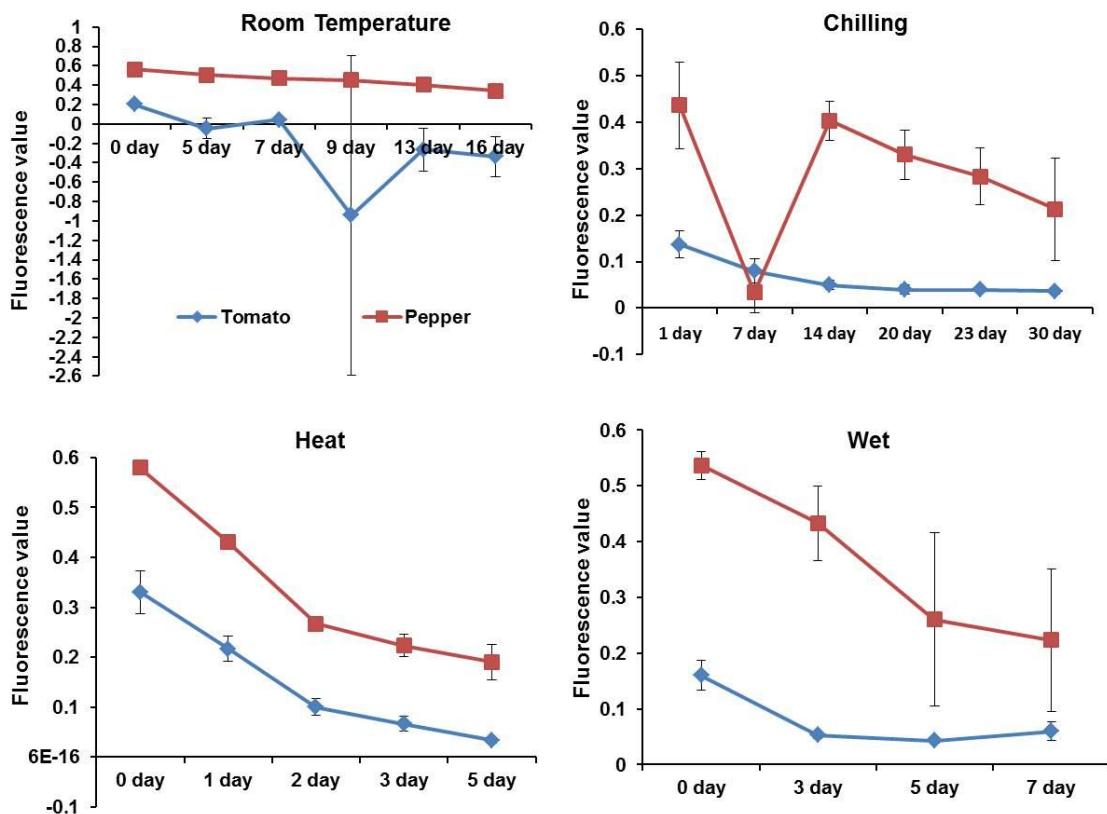 Room Temperature
Fluorescence value
1
0.8
0.6
0.4
0.2
0
-0.2
-0.4
-0.6
-0.8
-1
-1.2
-1.4
-1.6
-1.8
-2
-2.2
-2.4
-2.6
0 day 5 day 7 day 9 day 13 day 16 day
Tomato Pepper
Chilling
Fluorescence value
0.6
0.5
0.4
0.3
0.2
0.1
0
-0.1
1 day 7 day 14 day 20 day 23 day 30 day
Heat
Fluorescence value
0.6
0.5
0.4
0.3
0.2
0.1
6E-16
-0.1
0 day 1 day 2 day 3 day 5 day
Wet
Fluorescence value
0.6
0.5
0.4
0.3
0.2
0.1
0
0 day 3 day 5 day 7 day